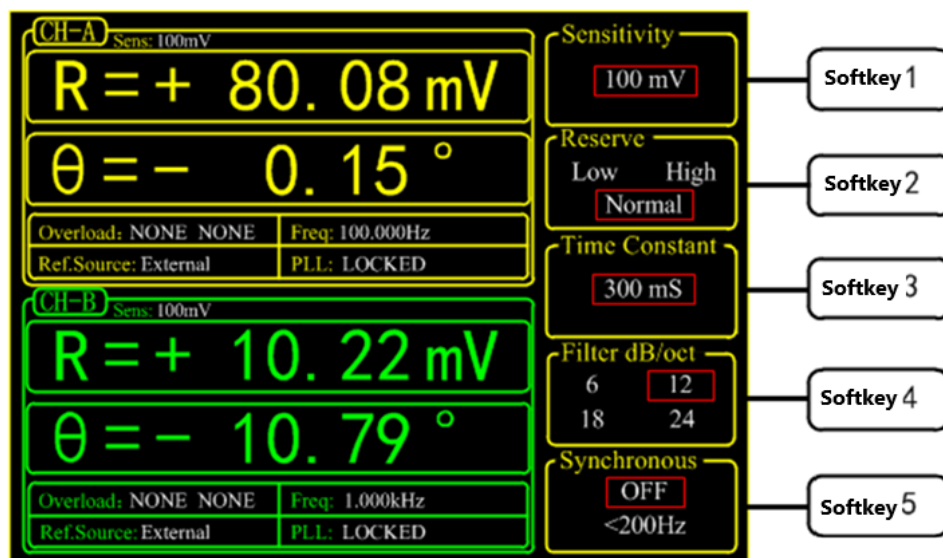 CH-A Sens: 100mV
R=+ 80.08 mV
θ=- 0.15 °
Overload: NONE NONE Freq: 100.000Hz
Ref.Source: External PLL: LOCKED
CH-B Sens: 100mV
R=+ 10.22 mV
θ=- 10.79 °
Overload: NONE NONE Freq: 1.000kHz
Ref.Source: External PLL: LOCKED
Sensitivity
100 mV
Reserve
Low High
Normal
Time Constant
300 mS
Filter dB/oct
6 12
18 24
Synchronous
OFF
<200Hz
Softkey 1
Softkey 2
Softkey 3
Softkey 4
Softkey 5